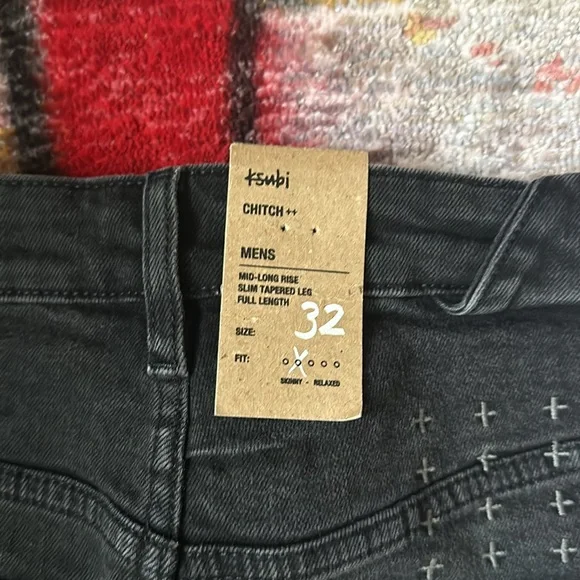 ksubi
CHITCH ++
MENS
MID-LONG RISE
SLIM TAPERED LEG
FULL LENGTH
SIZE: 32
FIT: X
SKINNY - RELAXED